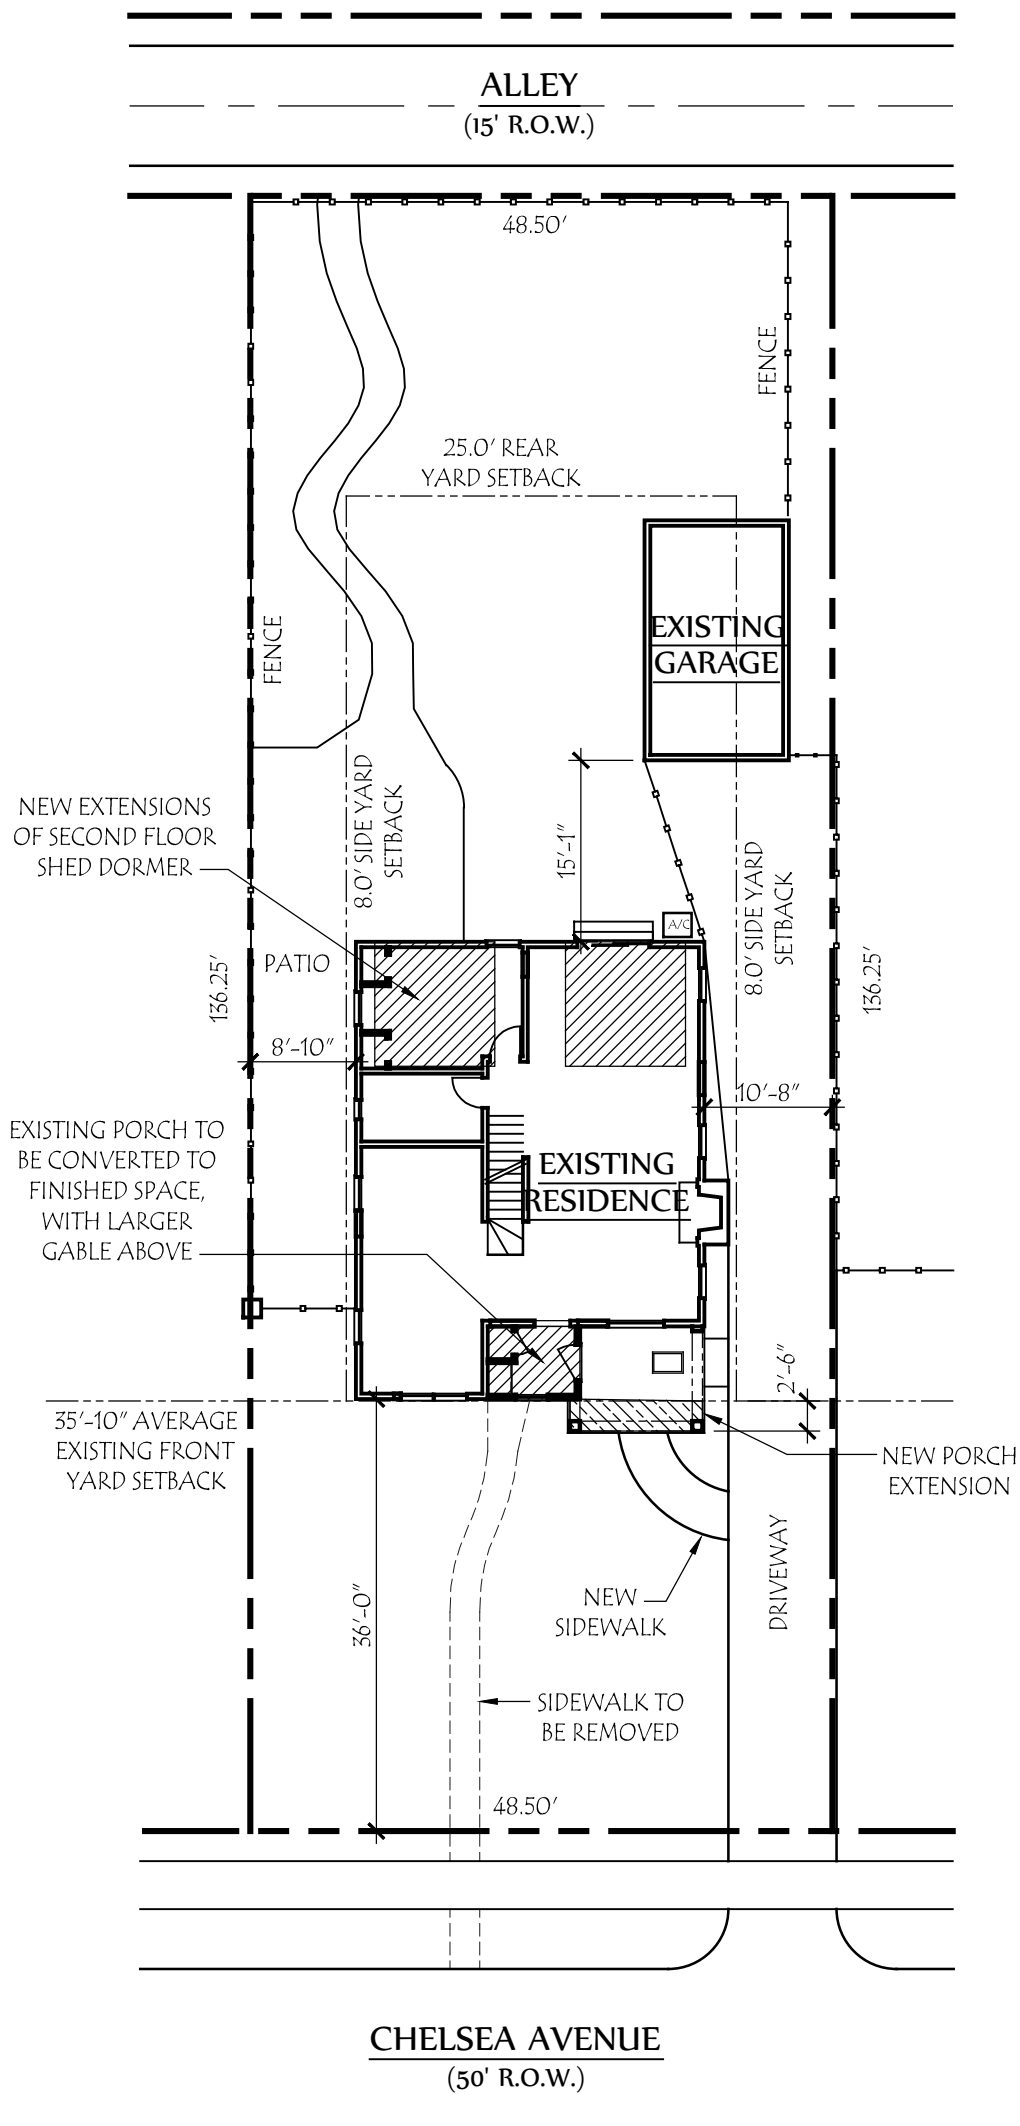 ALLEY
(15' R.O.W.)
48.50'
FENCE
25.0' REAR
YARD SETBACK
EXISTING
GARAGE
FENCE
8.0' SIDE YARD
SETBACK
NEW EXTENSIONS
OF SECOND FLOOR
SHED DORMER
15'-1"
8.0' SIDE YARD
SETBACK
A/C
PATIO
136.25'
136.25'
8'-10"
10'-8"
EXISTING PORCH TO
BE CONVERTED TO
FINISHED SPACE,
WITH LARGER
GABLE ABOVE
EXISTING
RESIDENCE
2'-6"
35'-10" AVERAGE
EXISTING FRONT
YARD SETBACK
NEW PORCH
EXTENSION
DRIVEWAY
NEW
SIDEWALK
36'-0"
SIDEWALK TO
BE REMOVED
48.50'
CHELSEA AVENUE
(50' R.O.W.)